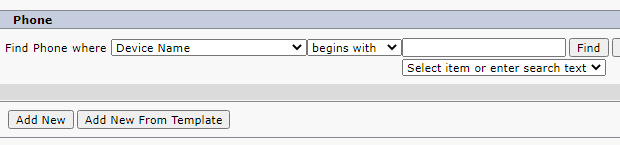 Phone
Find Phone where Device Name begins with Find
Select item or enter search text
Add New Add New From Template